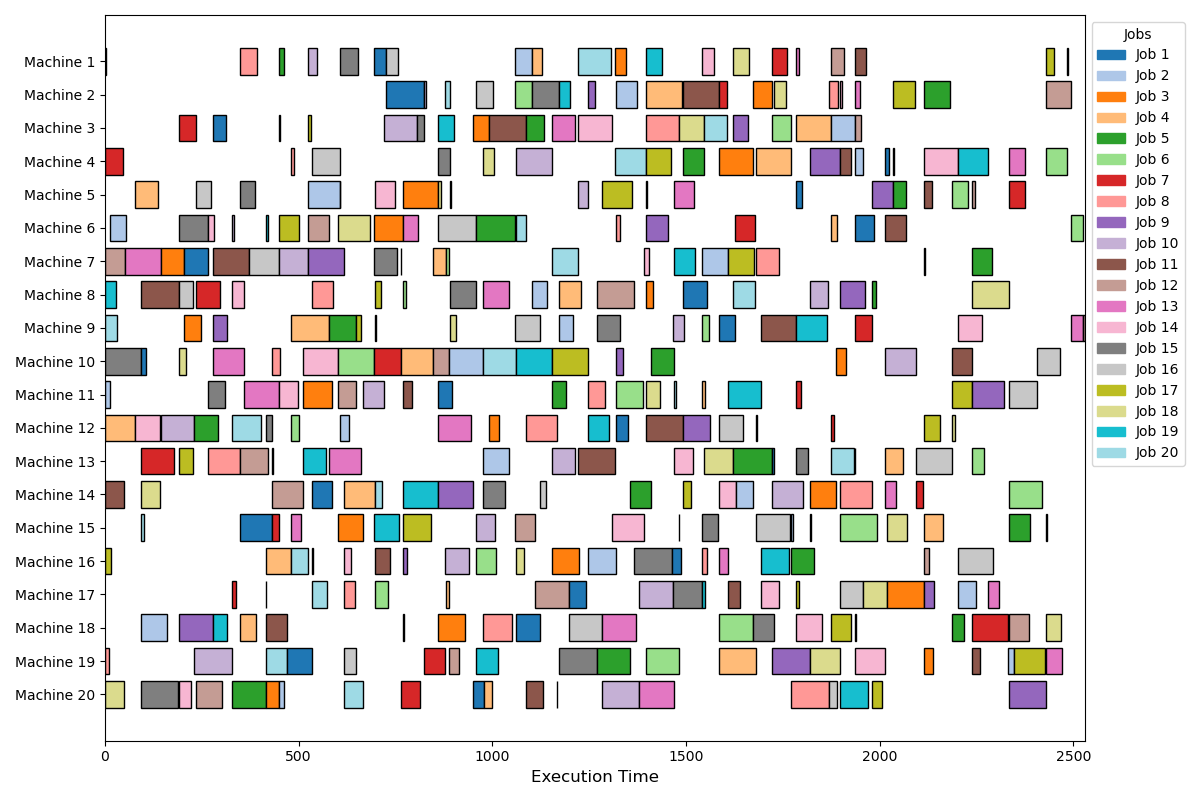 Machine 1
Machine 2
Machine 3
Machine 4
Machine 5
Machine 6
Machine 7
Machine 8
Machine 9
Machine 10
Machine 11
Machine 12
Machine 13
Machine 14
Machine 15
Machine 16
Machine 17
Machine 18
Machine 19
Machine 20
0 500 1000 1500 2000 2500
Execution Time
Jobs
Job 1
Job 2
Job 3
Job 4
Job 5
Job 6
Job 7
Job 8
Job 9
Job 10
Job 11
Job 12
Job 13
Job 14
Job 15
Job 16
Job 17
Job 18
Job 19
Job 20